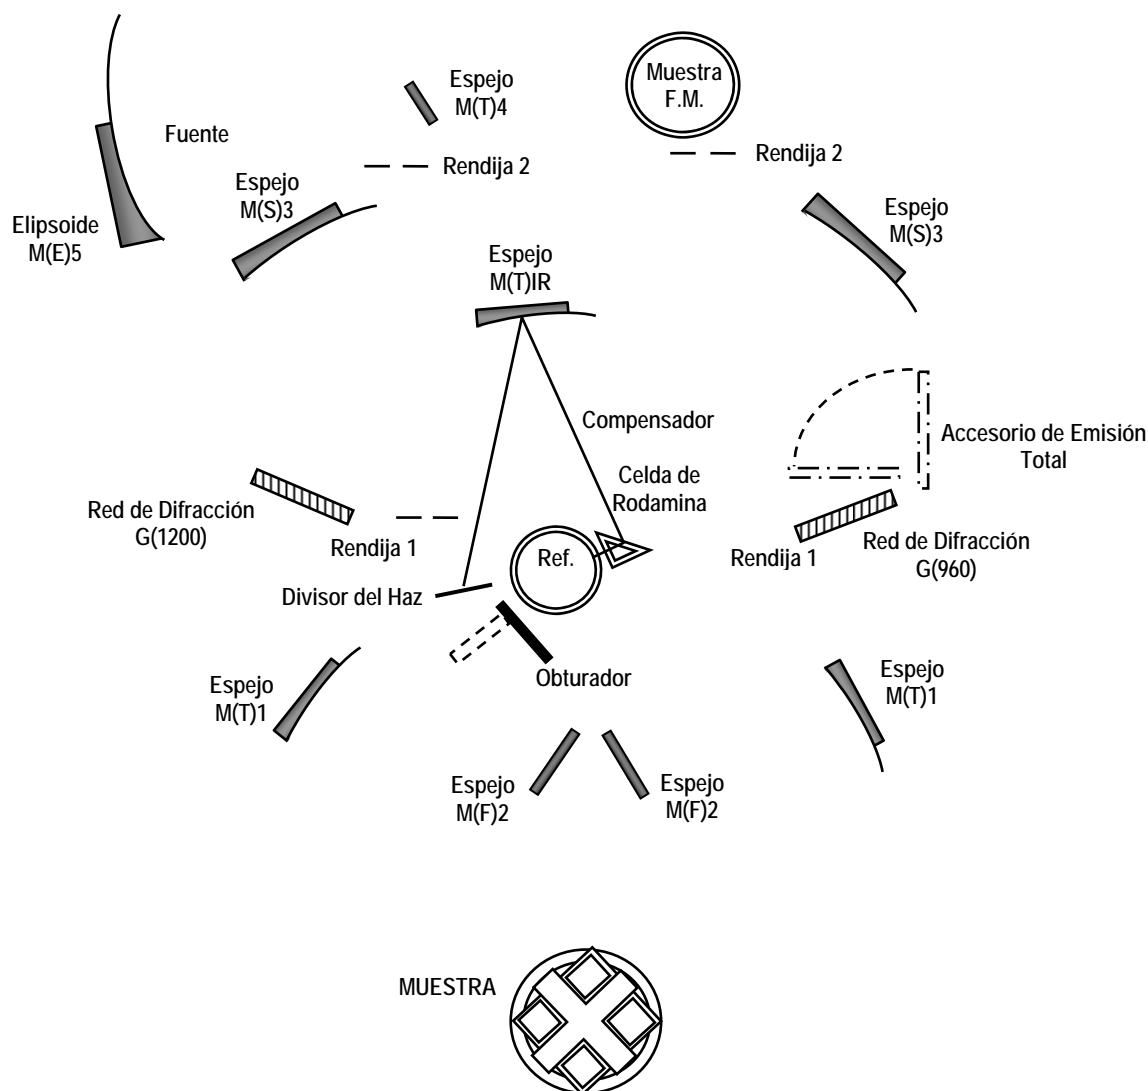 Espejo
M(T)4
Muestra
F.M.
Fuente
Rendija 2
Rendija 2
Espejo
M(S)3
Espejo
M(S)3
Elipsoide
M(E)5
Espejo
M(T)IR
Compensador
Accesorio de Emisión
Total
Celda de
Rodamina
Red de Difracción
G(1200)
Rendija 1
Ref.
Rendija 1
Red de Difracción
G(960)
Divisor del Haz
Obturador
Espejo
M(T)1
Espejo
M(T)1
Espejo
M(F)2
Espejo
M(F)2
MUESTRA